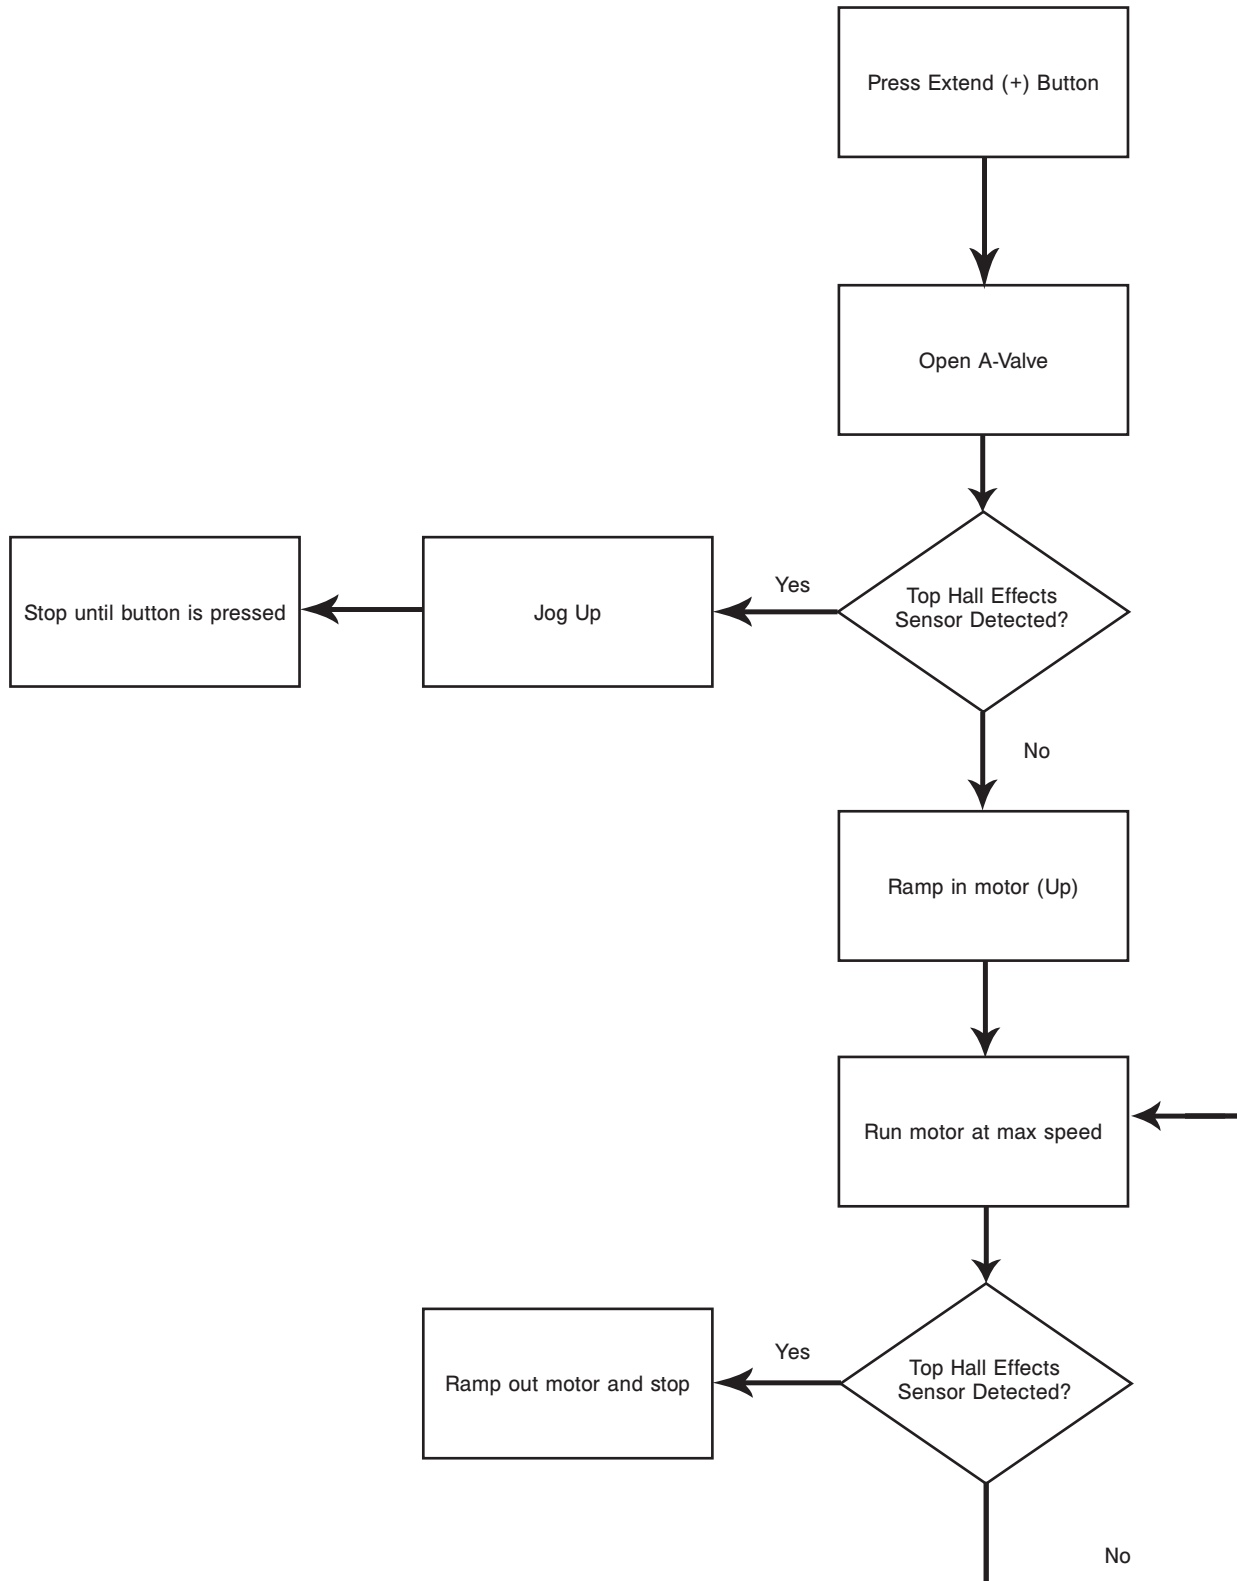 Press Extend (+) Button
Open A-Valve
Top Hall Effects
Sensor Detected?
Yes
Jog Up
Stop until button is pressed
No
Ramp in motor (Up)
Run motor at max speed
Top Hall Effects
Sensor Detected?
Yes
Ramp out motor and stop
No